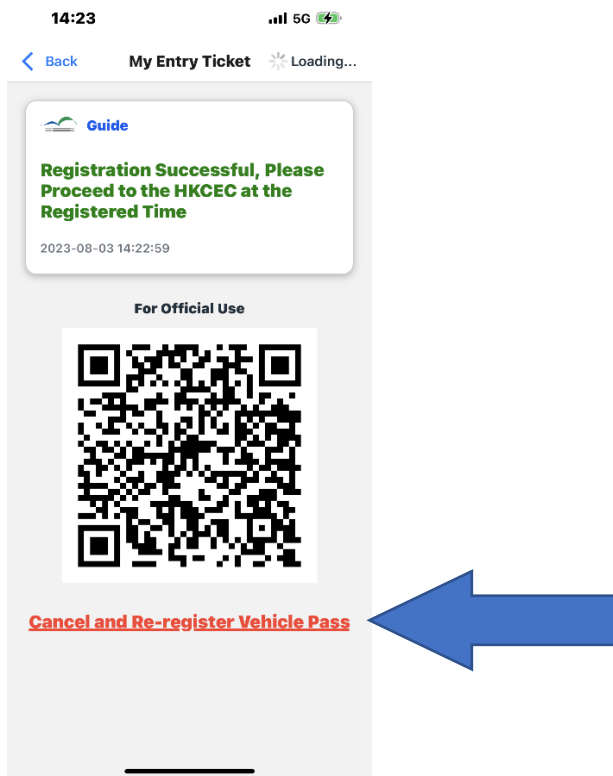 14:23 5G
Back My Entry Ticket Loading...
Guide
Registration Successful, Please
Proceed to the HKCEC at the
Registered Time
2023-08-03 14:22:59
For Official Use
Cancel and Re-register Vehicle Pass